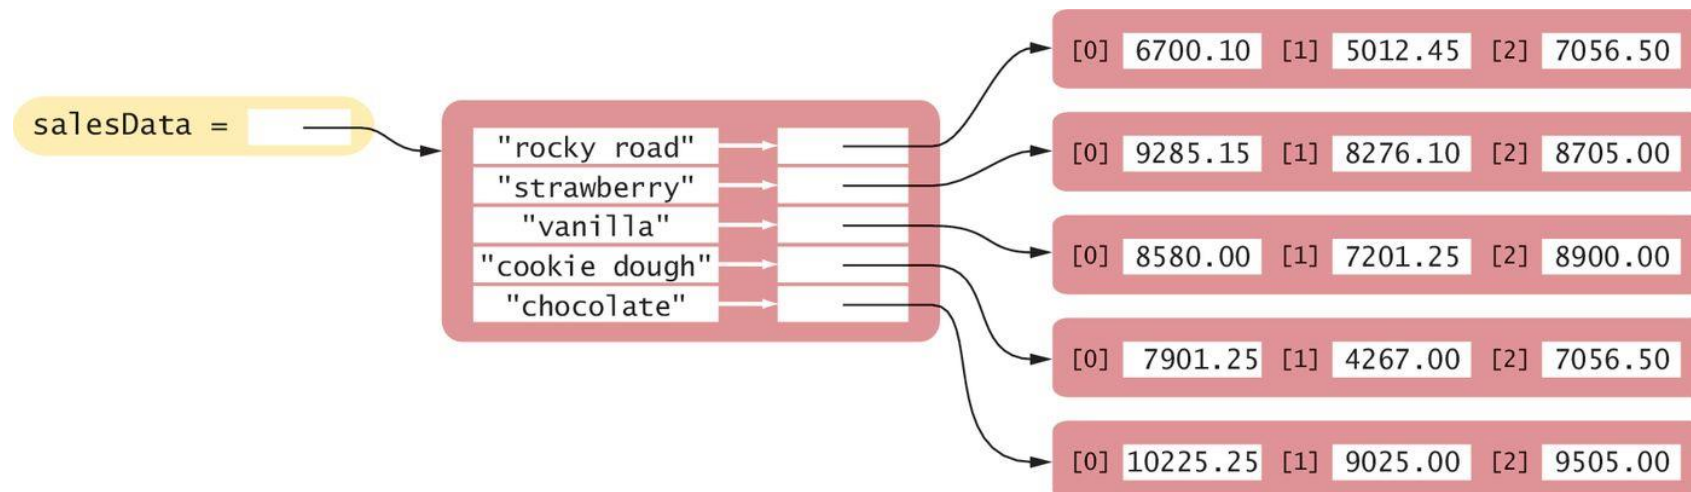 salesData =
"rocky road"
"strawberry"
"vanilla"
"cookie dough"
"chocolate"
[0] 6700.10 [1] 5012.45 [2] 7056.50
[0] 9285.15 [1] 8276.10 [2] 8705.00
[0] 8580.00 [1] 7201.25 [2] 8900.00
[0] 7901.25 [1] 4267.00 [2] 7056.50
[0] 10225.25 [1] 9025.00 [2] 9505.00